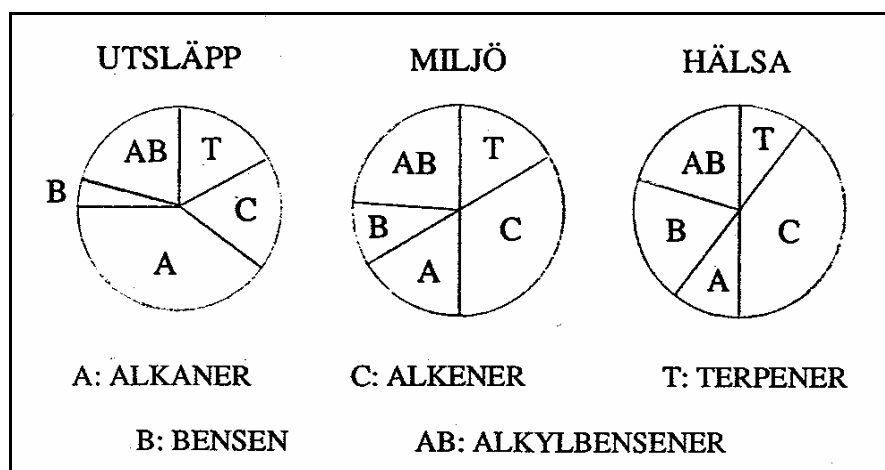 UTSLÄPP MILJÖ HÄLSA
AB T AB T AB T
B C B C B C
A A A
A: ALKANER C: ALKENER T: TERPENER
B: BENSEN AB: ALKYLBENSENER